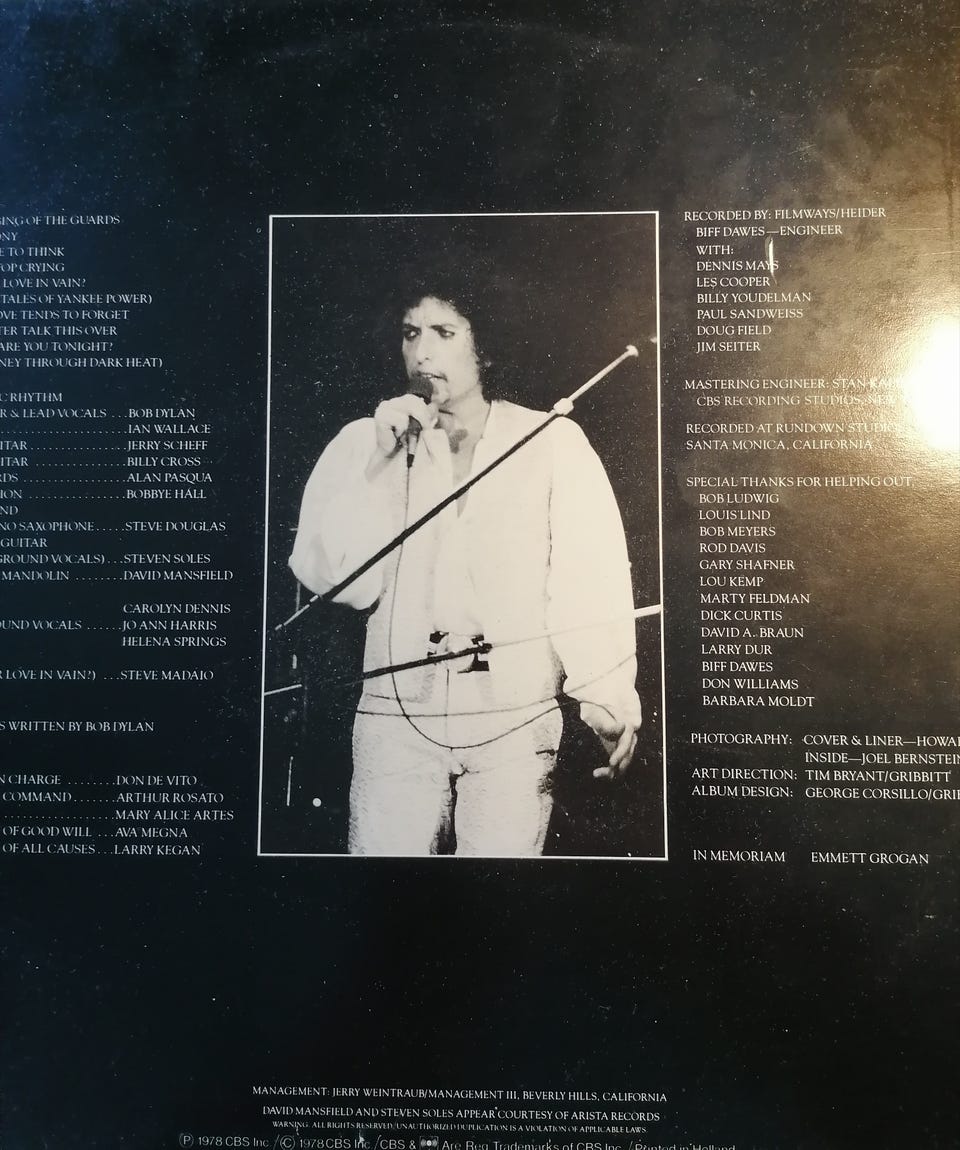 GING OF THE GUARDS
NY
E TO THINK
OP CRYING
LOVE IN VAIN?
TALES OF YANKEE POWER)
OVE TENDS TO FORGET
TER TALK THIS OVER
ARE YOU TONIGHT?
NEY THROUGH DARK HEAT)
C RHYTHM
R & LEAD VOCALS ...BOB DYLAN
IAN WALLACE
ITAR ............JERRY SCHEFF
ITAR ............BILLY CROSS
RDS ............ALAN PASQUA
ION ............BOBBYE HALL
ND
NO SAXOPHONE.....STEVE DOUGLAS
GUITAR
GROUND VOCALS)...STEVEN SOLES
MANDOLIN ........DAVID MANSFIELD
CAROLYN DENNIS
UND VOCALS ......JO ANN HARRIS
HELENA SPRINGS
R LOVE IN VAIN?) ...STEVE MADAIO
S WRITTEN BY BOB DYLAN
N CHARGE ........DON DE VITO
COMMAND.......ARTHUR ROSATO
..................MARY ALICE ARTES
OF GOOD WILL ...AVA MEGNA
OF ALL CAUSES...LARRY KEGAN
RECORDED BY: FILMWAYS/HEIDER
BIFF DAWES—ENGINEER
WITH:
DENNIS MAYS
LES COOPER
BILLY YOUDELMAN
PAUL SANDWEISS
DOUG FIELD
JIM SEITER
MASTERING ENGINEER: STAN
CBS RECORDING STUDIOS, NEW
RECORDED AT RUNDOWN STUDIOS
SANTA MONICA, CALIFORNIA
SPECIAL THANKS FOR HELPING OUT,
BOB LUDWIG
LOUIS LIND
BOB MEYERS
ROD DAVIS
GARY SHAFNER
LOU KEMP
MARTY FELDMAN
DICK CURTIS
DAVID A. BRAUN
LARRY DUR
BIFF DAWES
DON WILLIAMS
BARBARA MOLDT
PHOTOGRAPHY: COVER & LINER—HOWA
INSIDE—JOEL BERNSTEIN
ART DIRECTION: TIM BRYANT/GRIBBITT
ALBUM DESIGN: GEORGE CORSILLO/GRI
IN MEMORIAM EMMETT GROGAN
MANAGEMENT: JERRY WEINTRAUB/MANAGEMENT III, BEVERLY HILLS, CALIFORNIA
DAVID MANSFIELD AND STEVEN SOLES APPEAR COURTESY OF ARISTA RECORDS
WARNING: ALL RIGHTS RESERVED. UNAUTHORIZED DUPLICATION IS A VIOLATION OF APPLICABLE LAWS.
℗ 1978 CBS Inc. / © 1978 CBS Inc. / CBS & Are Reg. Trademarks of CBS Inc. / Printed in Holland